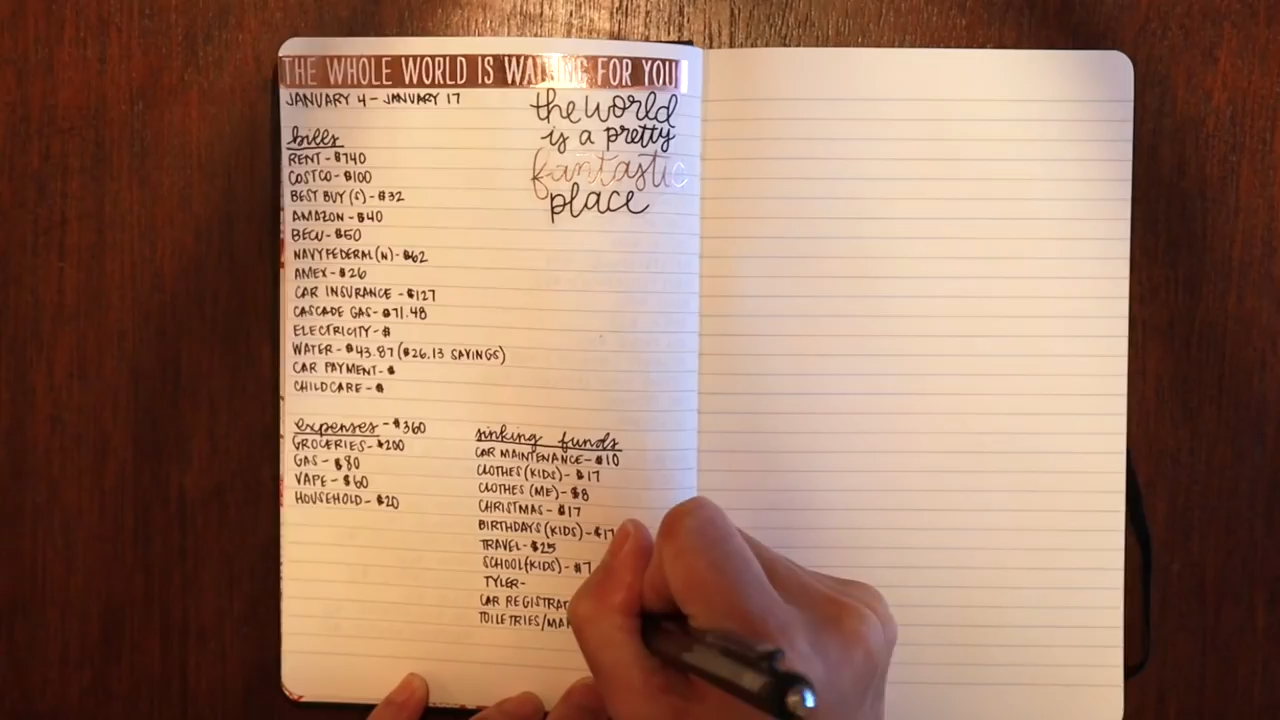 THE WHOLE WORLD IS WAITING FOR YOU
JANUARY 4 - JANUARY 17
the world
is a pretty
fantastic
place
bills
RENT - $740
COSTCO - $100
BEST BUY (S) - $32
AMAZON - $40
BECU - $50
NAVY FEDERAL (N) - $62
AMEX - $26
CAR INSURANCE - $127
CASCADE GAS - $71.48
ELECTRICITY - $
WATER - $43.87 ($26.13 SAVINGS)
CAR PAYMENT - $
CHILDCARE - $
expenses - $360
GROCERIES - $200
GAS - $80
VAPE - $60
HOUSEHOLD - $20
sinking funds
CAR MAINTENANCE - $10
CLOTHES (KIDS) - $17
CLOTHES (ME) - $8
CHRISTMAS - $17
BIRTHDAYS (KIDS) - $17
TRAVEL - $25
SCHOOL (KIDS) - $7
TYLER -
CAR
TOILETRIES/